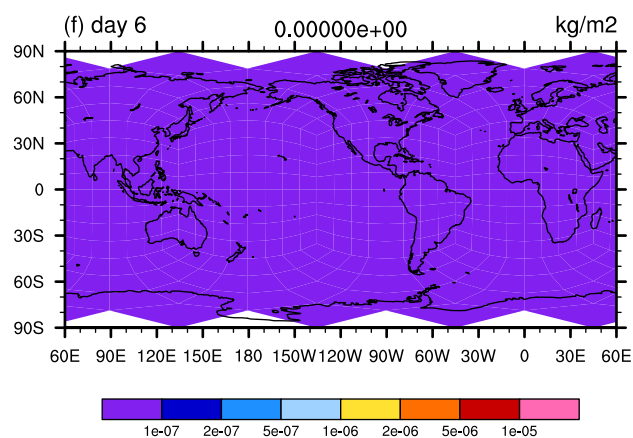 (f) day 6 0.00000e+00 kg/m2
90N
60N
30N
0
30S
60S
90S
60E 90E 120E 150E 180 150W 120W 90W 60W 30W 0 30E 60E
1e-07 2e-07 5e-07 1e-06 2e-06 5e-06 1e-05